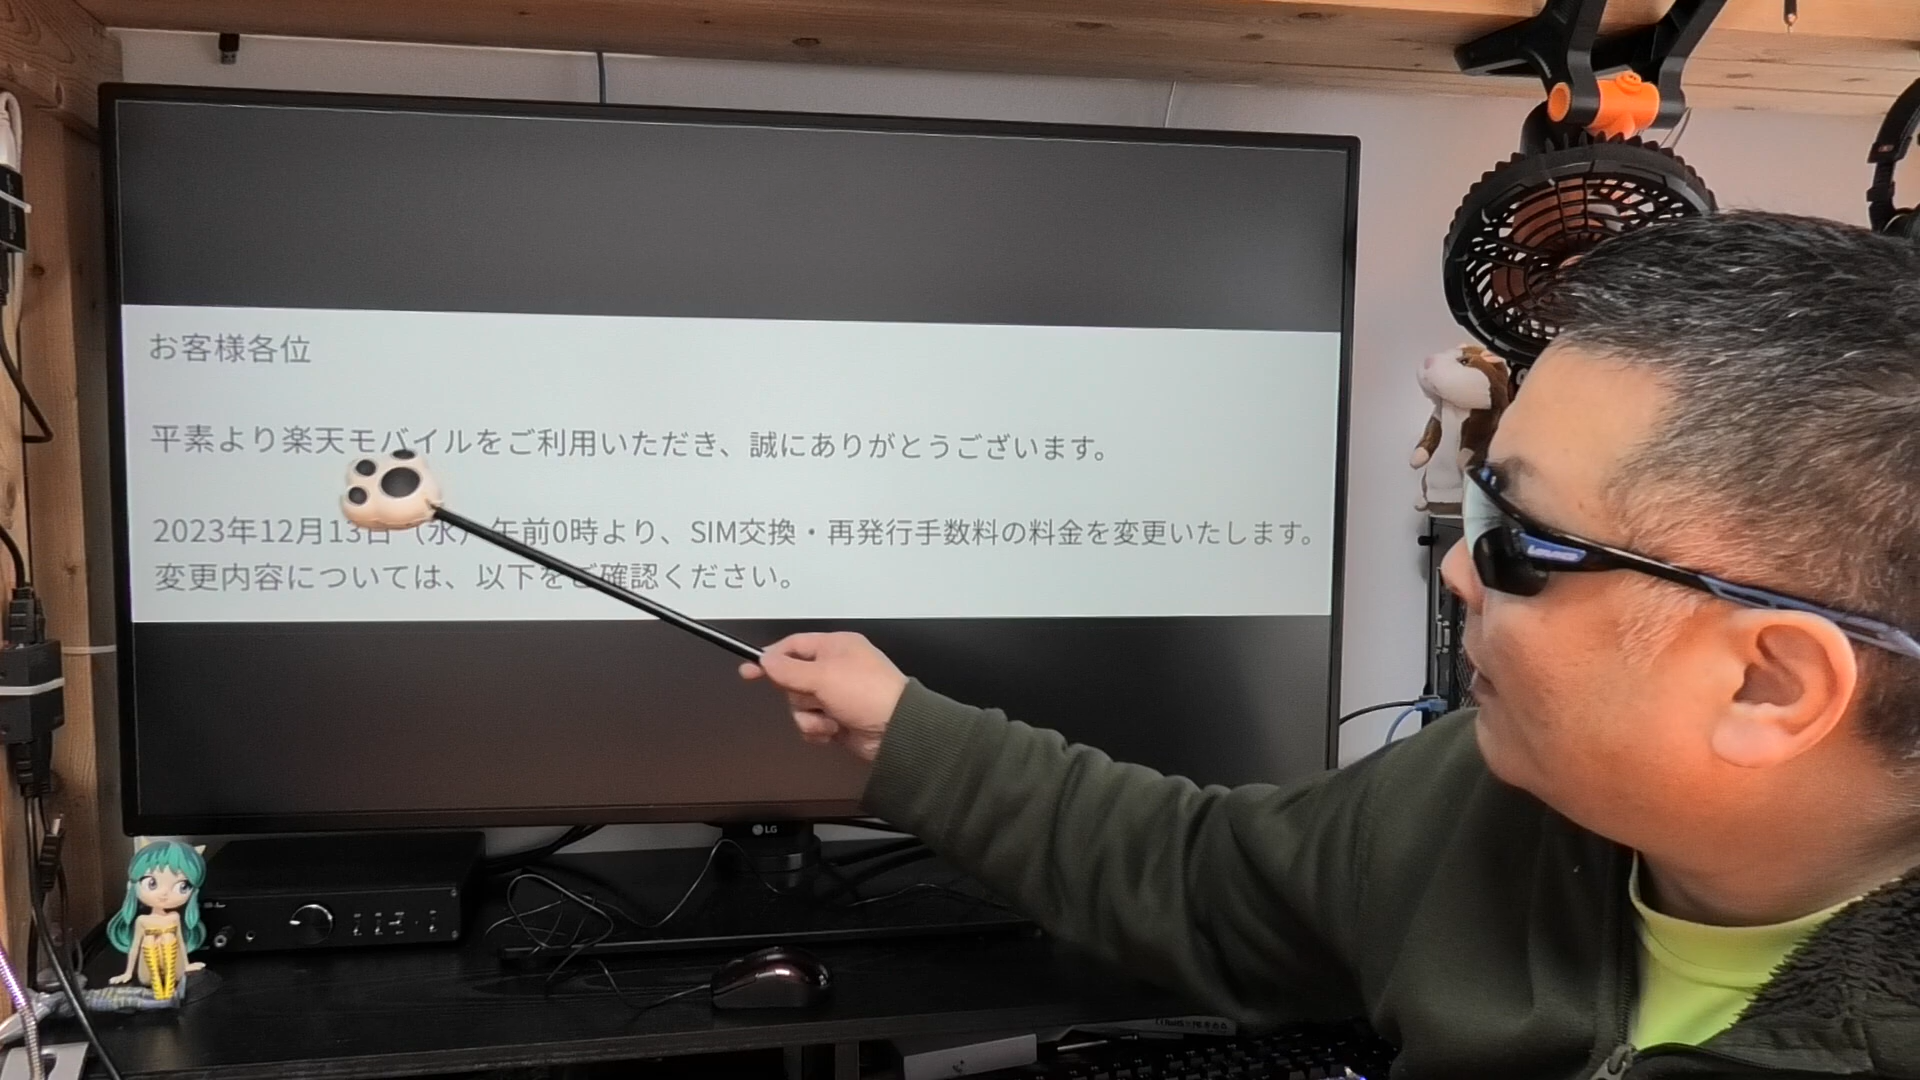 お客様各位
平素より楽天モバイルをご利用いただき、誠にありがとうございます。
2023年12月13日（水）午前0時より、SIM交換・再発行手数料の料金を変更いたします。
変更内容については、以下をご確認ください。
LG